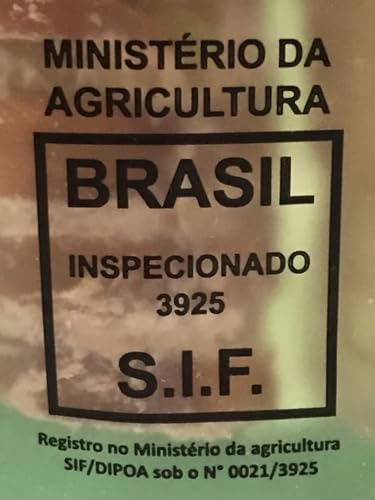 MINISTÉRIO DA
AGRICULTURA
BRASIL
INSPECIONADO
3925
S.I.F.
Registro no Ministério da agricultura
SIF/DIPOA sob o N° 0021/3925